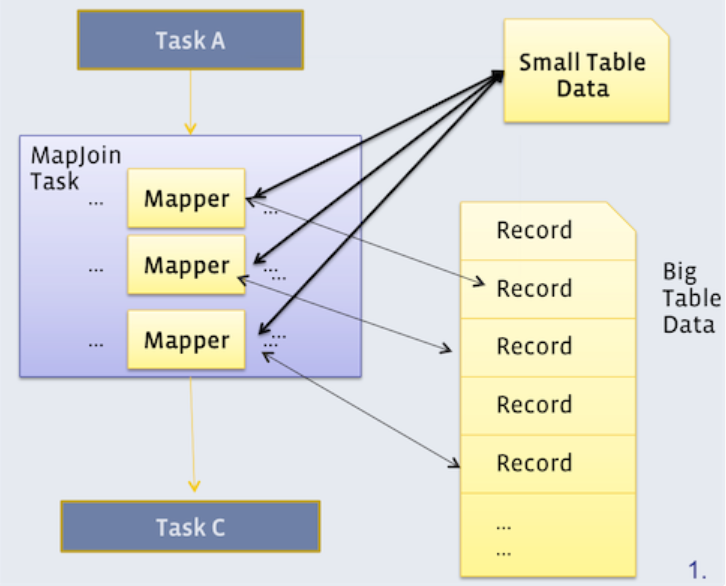 Task A
Small Table
Data
MapJoin
Task
... Mapper ...
... Mapper ...
...
... Mapper ...
...
Record
Record
Record
Record
Record
...
...
Big
Table
Data
Task C
1.